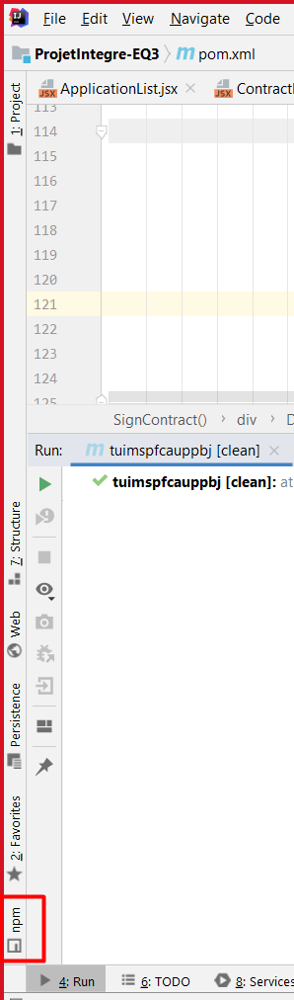 File Edit View Navigate Code
ProjetIntegre-EQ3 pom.xml
ApplicationList.jsx
1: Project
113
114
115
116
117
118
119
120
121
122
123
124
125
SignContract() › div ›
Run: tuimspfcauppbj [clean]
tuimspfcauppbj [clean]: at
7: Structure
Web
Persistence
2: Favorites
npm
4: Run 6: TODO 8: Services